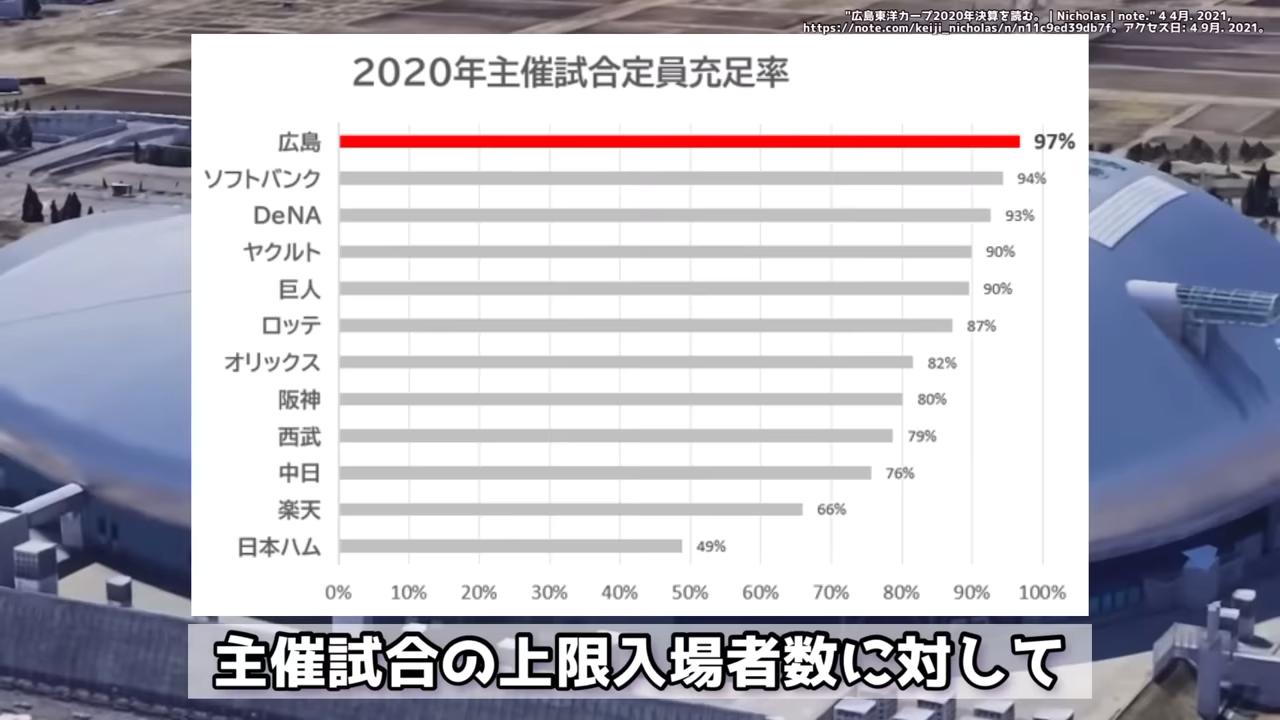 "広島東洋カープ2020年決算を読む。 | Nicholas | note." 4 4月. 2021,
https://note.com/keiji_nicholas/n/n11c9ed39db7f。アクセス日: 4 9月. 2021。
2020年主催試合定員充足率
広島 97%
ソフトバンク 94%
DeNA 93%
ヤクルト 90%
巨人 90%
ロッテ 87%
オリックス 82%
阪神 80%
西武 79%
中日 76%
楽天 66%
日本ハム 49%
0% 10% 20% 30% 40% 50% 60% 70% 80% 90% 100%
主催試合の上限入場者数に対して